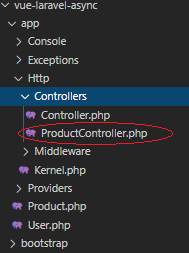 vue-laravel-async
app
Console
Exceptions
Http
Controllers
Controller.php
ProductController.php
Middleware
Kernel.php
Providers
Product.php
User.php
bootstrap